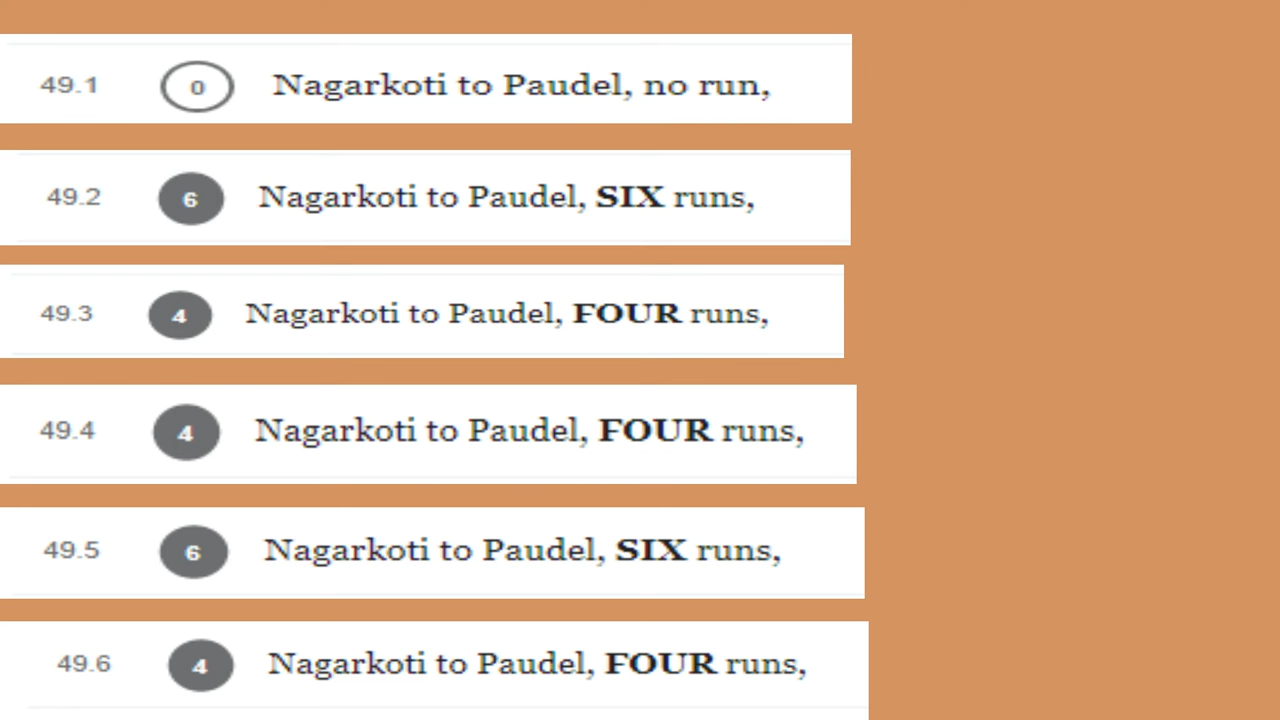 49.1 0 Nagarkoti to Paudel, no run,
49.2 6 Nagarkoti to Paudel, SIX runs,
49.3 4 Nagarkoti to Paudel, FOUR runs,
49.4 4 Nagarkoti to Paudel, FOUR runs,
49.5 6 Nagarkoti to Paudel, SIX runs,
49.6 4 Nagarkoti to Paudel, FOUR runs,